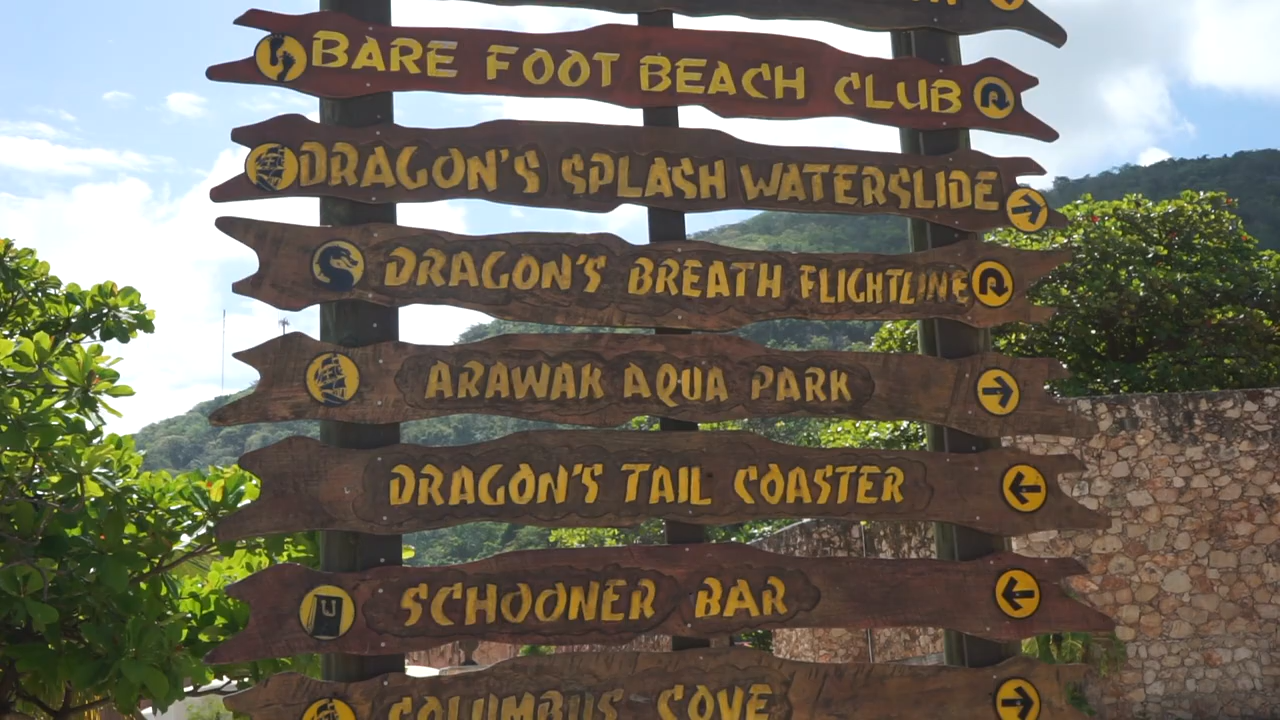 BARE FOOT BEACH CLUB
DRAGON'S SPLASH WATERSLIDE
DRAGON'S BREATH FLIGHTLINE
ARAWAK AQUA PARK
DRAGON'S TAIL COASTER
SCHOONER BAR
COLUMBUS COVE